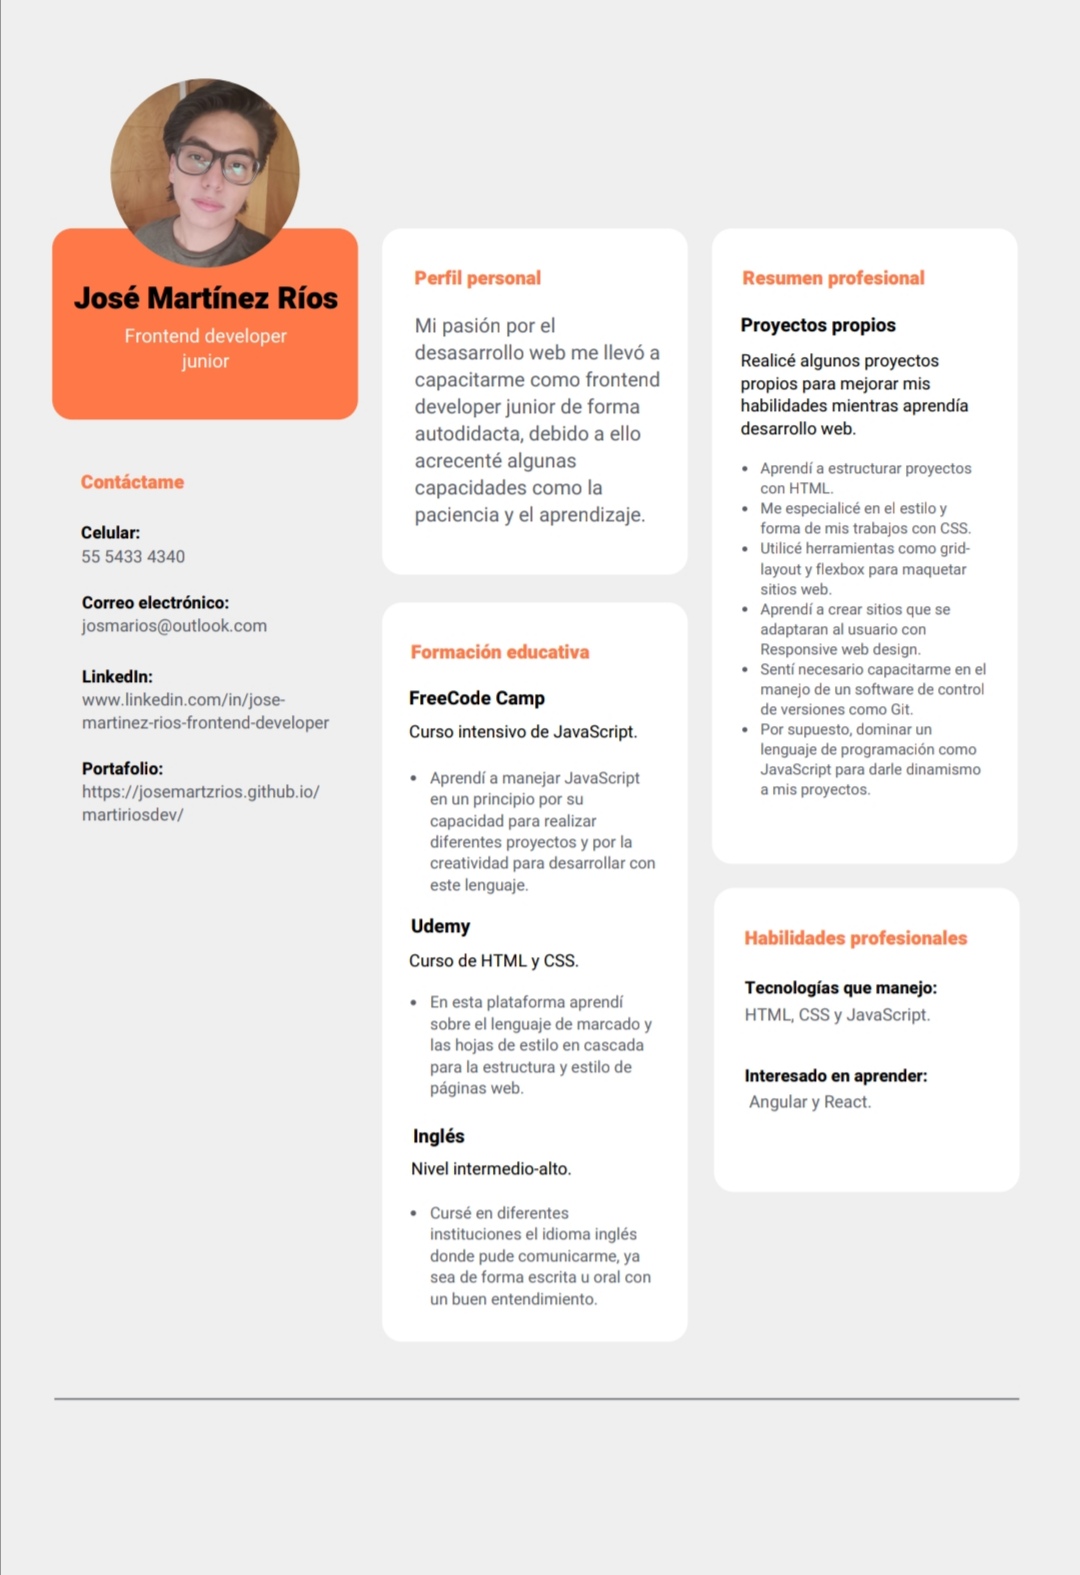 José Martínez Ríos
Frontend developer
junior
Contáctame
Celular:
55 5433 4340
Correo electrónico:
josmarios@outlook.com
LinkedIn:
www.linkedin.com/in/jose-
martinez-rios-frontend-developer
Portafolio:
https://josemartzrios.github.io/
martiriosdev/
Perfil personal
Mi pasión por el
desasarrollo web me llevó a
capacitarme como frontend
developer junior de forma
autodidacta, debido a ello
acrecenté algunas
capacidades como la
paciencia y el aprendizaje.
Formación educativa
FreeCode Camp
Curso intensivo de JavaScript.
• Aprendí a manejar JavaScript
en un principio por su
capacidad para realizar
diferentes proyectos y por la
creatividad para desarrollar con
este lenguaje.
Udemy
Curso de HTML y CSS.
• En esta plataforma aprendí
sobre el lenguaje de marcado y
las hojas de estilo en cascada
para la estructura y estilo de
páginas web.
Inglés
Nivel intermedio-alto.
• Cursé en diferentes
instituciones el idioma inglés
donde pude comunicarme, ya
sea de forma escrita u oral con
un buen entendimiento.
Resumen profesional
Proyectos propios
Realicé algunos proyectos
propios para mejorar mis
habilidades mientras aprendía
desarrollo web.
• Aprendí a estructurar proyectos
con HTML.
• Me especialicé en el estilo y
forma de mis trabajos con CSS.
• Utilicé herramientas como grid-
layout y flexbox para maquetar
sitios web.
• Aprendí a crear sitios que se
adaptaran al usuario con
Responsive web design.
• Sentí necesario capacitarme en el
manejo de un software de control
de versiones como Git.
• Por supuesto, dominar un
lenguaje de programación como
JavaScript para darle dinamismo
a mis proyectos.
Habilidades profesionales
Tecnologías que manejo:
HTML, CSS y JavaScript.
Interesado en aprender:
Angular y React.